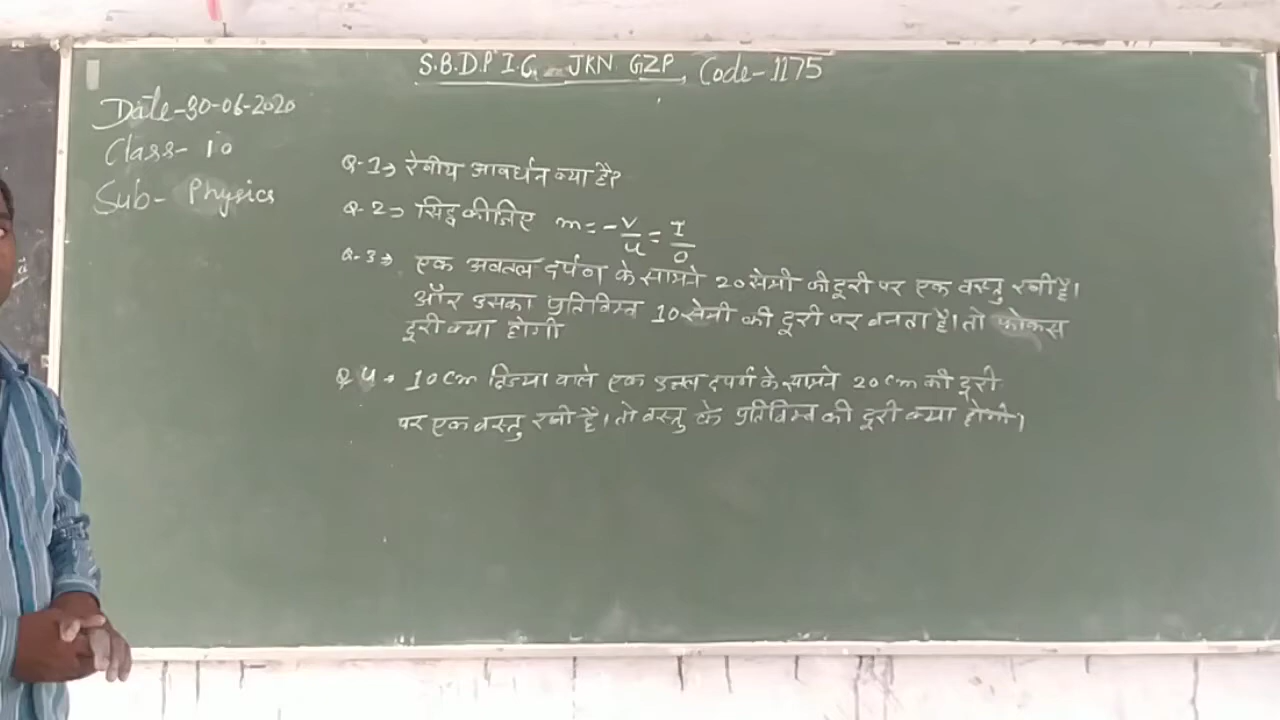 S.B.D.P I.C. JKN. GZP, Code-1175
Date-30-06-2020
Class- 10
Sub- Physics
Q-1→ रेखीय आवर्धन क्या है?
Q-2→ सिद्ध कीजिए m = -v/u = I/O
Q-3→ एक अवतल दर्पण के सामने 20 सेमी की दूरी पर एक वस्तु रखी है।
और उसका प्रतिविम्व 10 सेमी की दूरी पर बनता है। तो फोकस
दूरी क्या होगी
Q 4→ 10 cm त्रिज्या वाले एक उत्तल दपर्ण के सामने 20 cm की दूरी
पर एक वस्तु रखी है। तो वस्तु के प्रतिविम्व की दूरी क्या होगी।